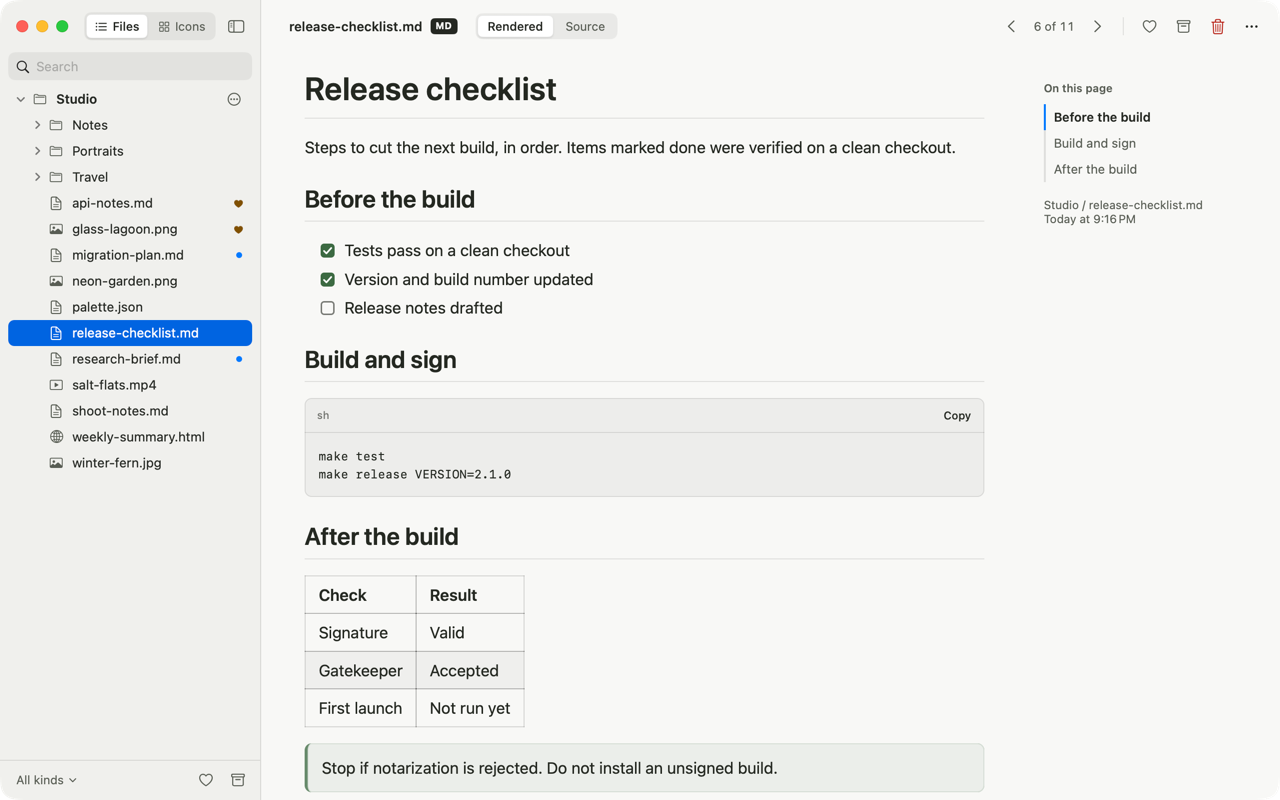 Files
Icons
Search
Studio
Notes
Portraits
Travel
api-notes.md
glass-lagoon.png
migration-plan.md
neon-garden.png
palette.json
release-checklist.md
research-brief.md
salt-flats.mp4
shoot-notes.md
weekly-summary.html
winter-fern.jpg
All kinds
release-checklist.md MD
Rendered
Source
6 of 11
Release checklist
Steps to cut the next build, in order. Items marked done were verified on a clean checkout.
Before the build
Tests pass on a clean checkout
Version and build number updated
Release notes drafted
Build and sign
sh
Copy
make test
make release VERSION=2.1.0
After the build
Check Result
Signature Valid
Gatekeeper Accepted
First launch Not run yet
Stop if notarization is rejected. Do not install an unsigned build.
On this page
Before the build
Build and sign
After the build
Studio / release-checklist.md
Today at 9:16 PM